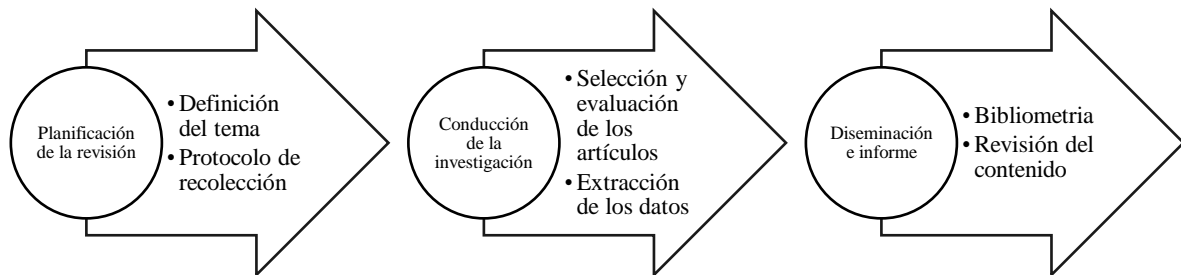 Planificación
de la revisión
• Definición
del tema
• Protocolo de
recolección
Conducción
de la
investigación
• Selección y
evaluación
de los
artículos
• Extracción
de los datos
Diseminación
e informe
• Bibliometria
• Revisión del
contenido